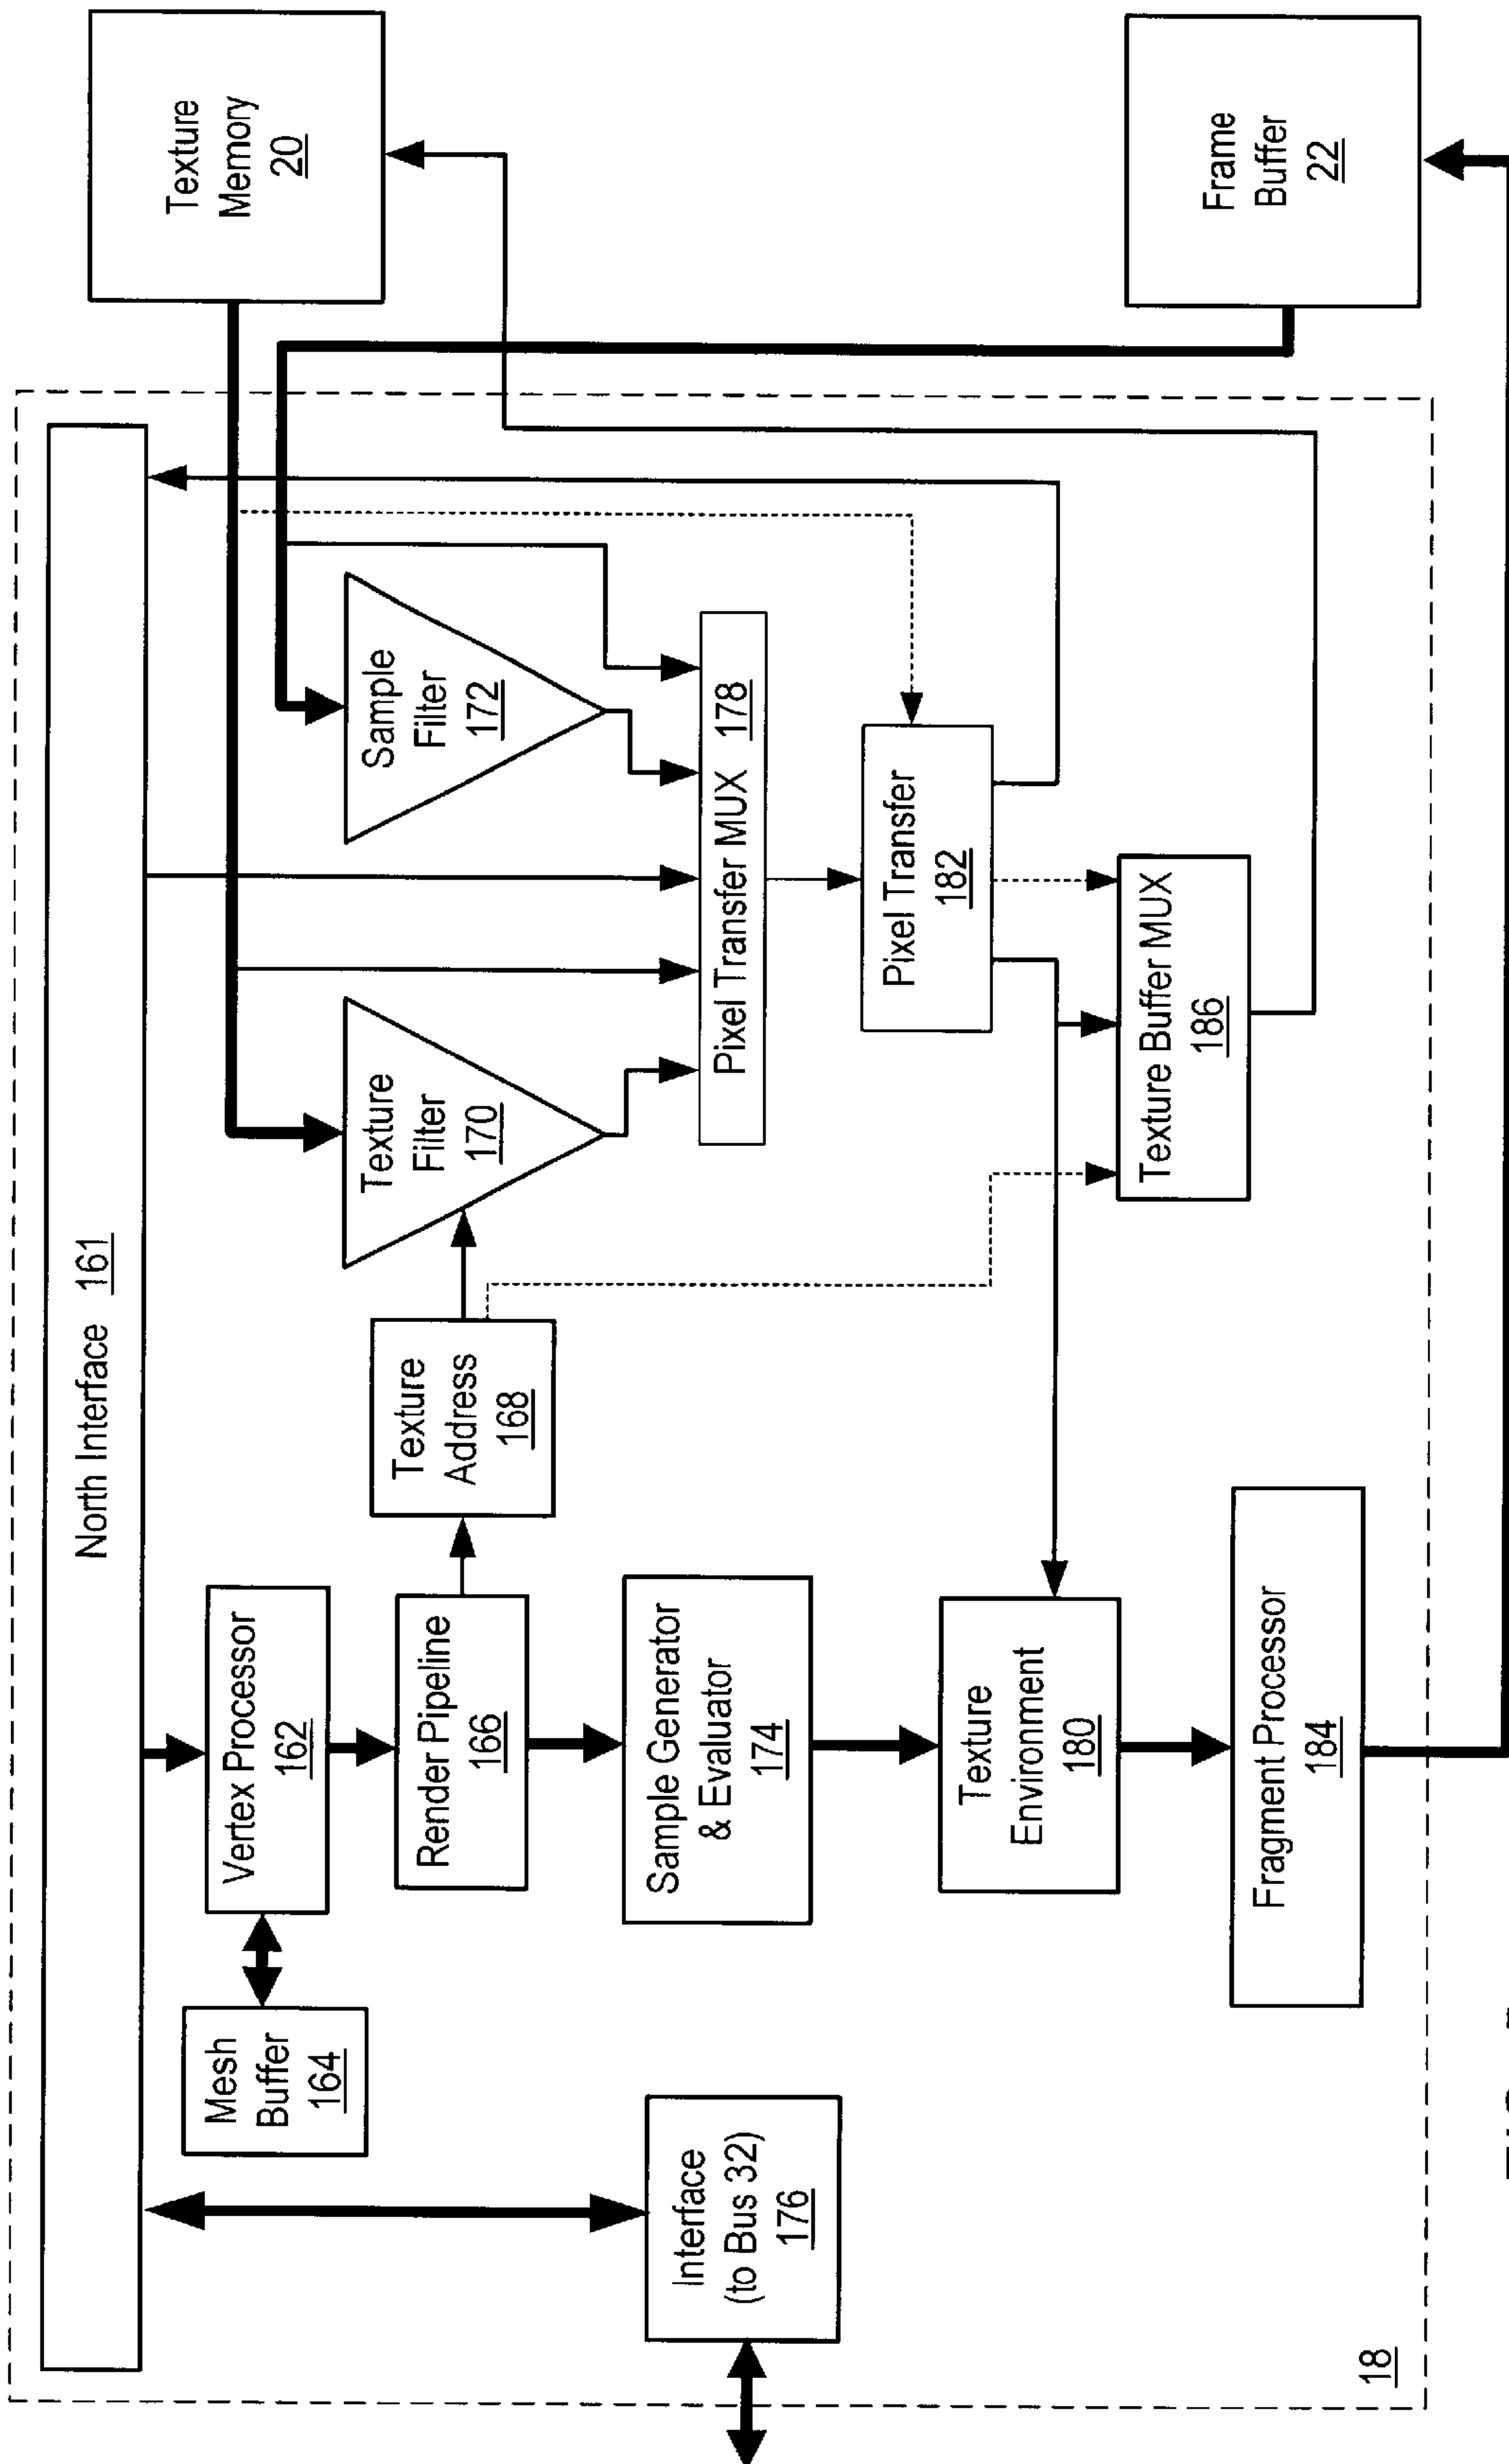 North Interface 161
Texture
Memory
20
Mesh
Buffer
164
Vertex Processor
162
Render Pipeline
166
Texture
Address
168
Texture
Filter
170
Sample
Filter
172
Interface
(to Bus 32)
176
Sample Generator
& Evaluator
174
Pixel Transfer MUX 178
Texture
Environment
180
Pixel Transfer
182
Fragment Processor
184
Texture Buffer MUX
186
Frame
Buffer
22
18